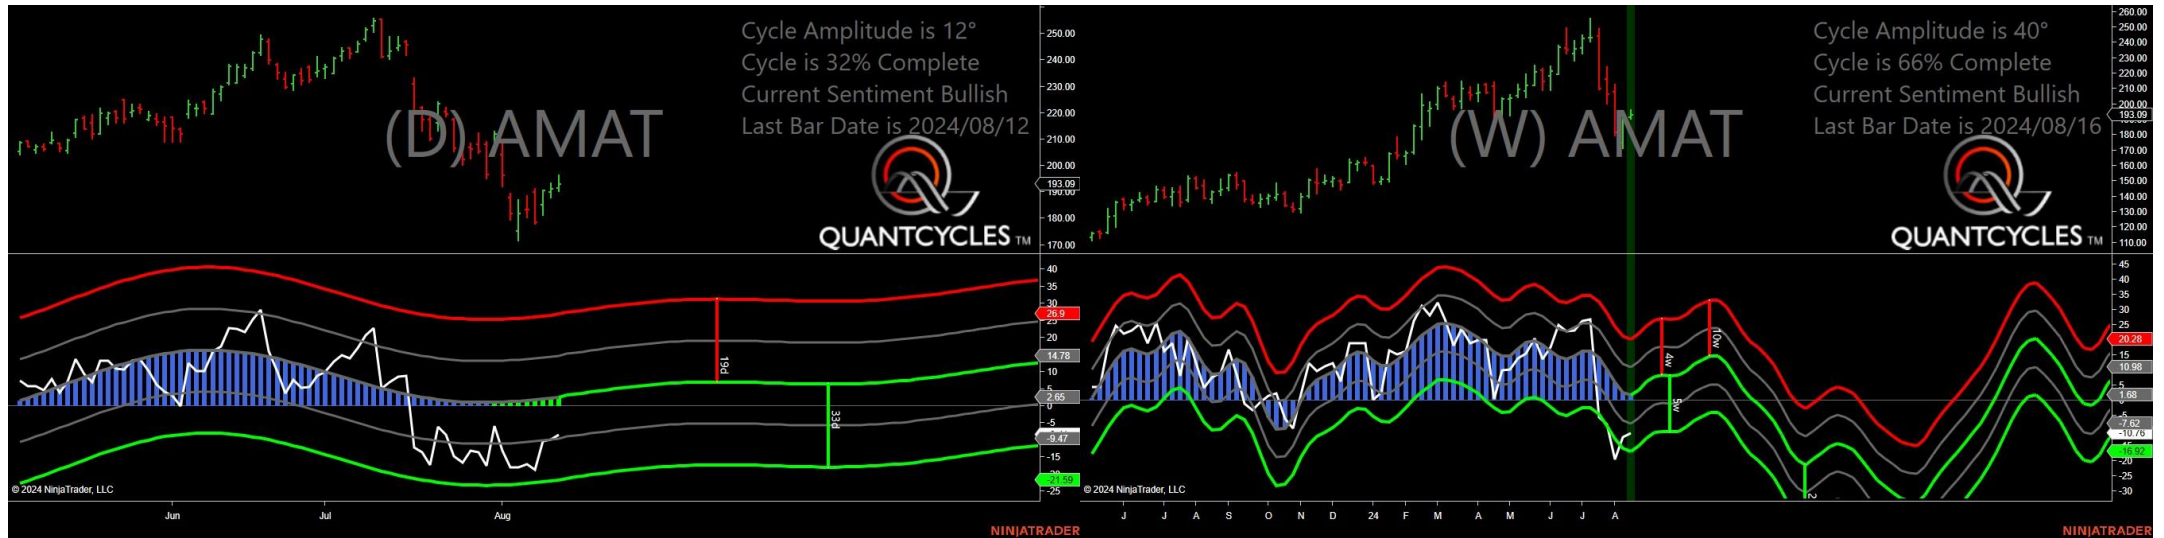 Cycle Amplitude is 12°
Cycle is 32% Complete
Current Sentiment Bullish
Last Bar Date is 2024/08/12
(D) AMAT
QUANTCYCLES TM
250.00
240.00
230.00
220.00
210.00
200.00
193.09
190.00
180.00
170.00
40
35
30
26.9
25
14.78
10
5
2.65
0
-5
-9.47
-15
-21.59
-25
19d
33d
© 2024 NinjaTrader, LLC
Jun Jul Aug
NINJATRADER
Cycle Amplitude is 40°
Cycle is 66% Complete
Current Sentiment Bullish
Last Bar Date is 2024/08/16
(W) AMAT
QUANTCYCLES TM
260.00
250.00
240.00
230.00
220.00
210.00
200.00
193.09
180.00
170.00
160.00
150.00
140.00
130.00
120.00
110.00
45
35
30
25
20.28
15
10.98
5
1.68
-5
-7.62
-10.76
-16.92
-20
-25
-30
4w
10w
5w
2
© 2024 NinjaTrader, LLC
J J A S O N D 24 F M A M J J A
NINJATRADER